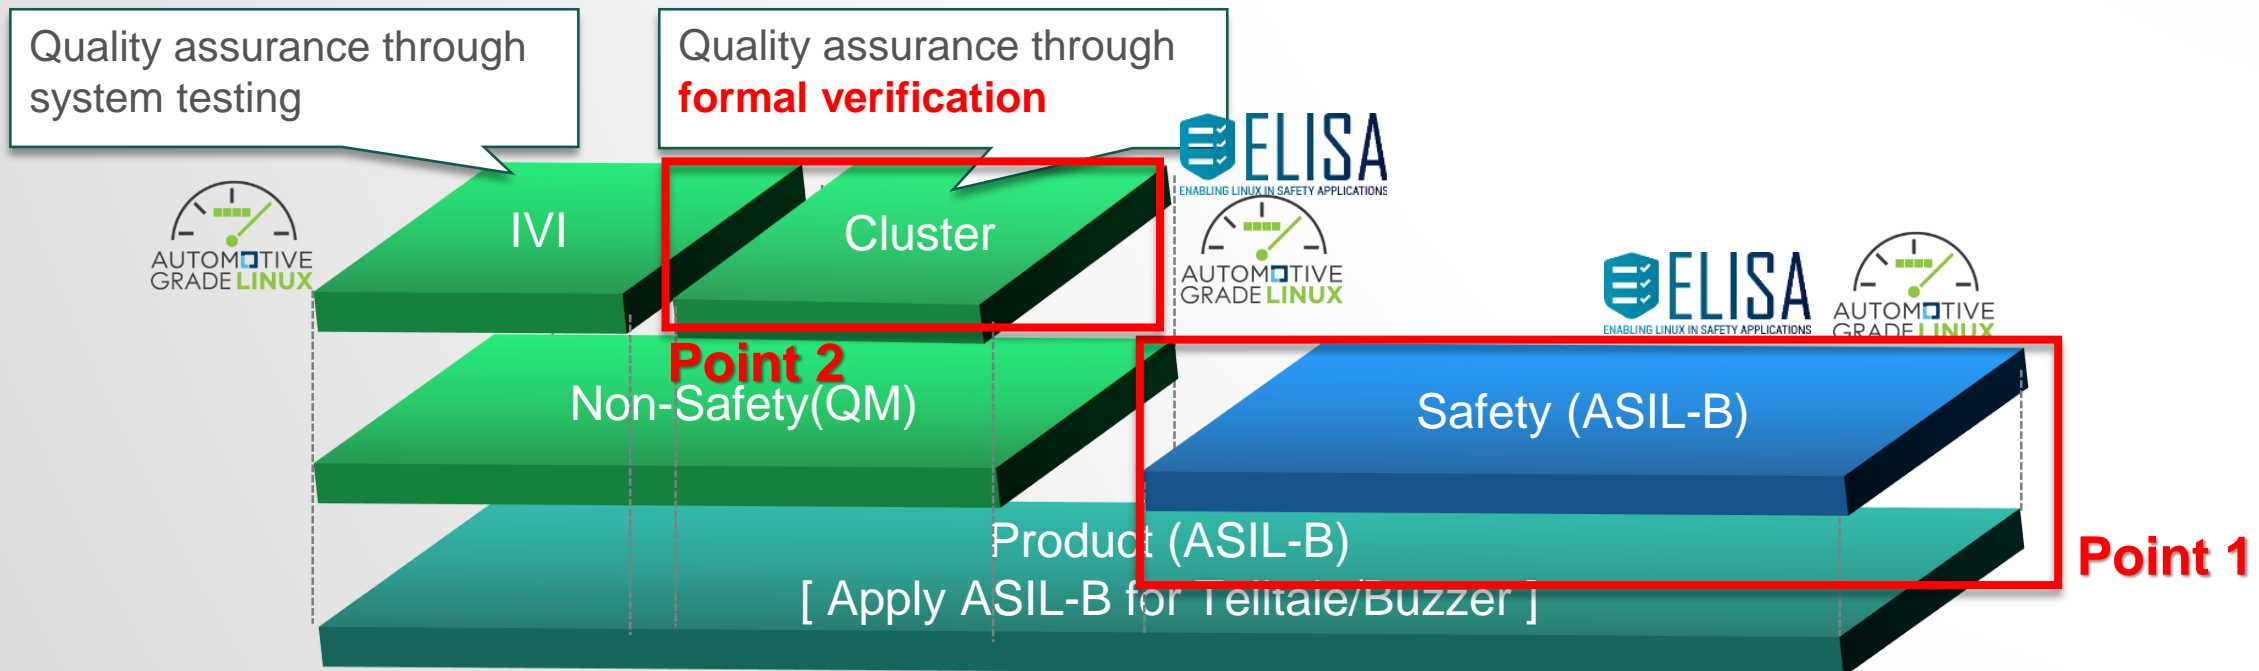 Quality assurance through
system testing
Quality assurance through
formal verification
ELISA
ENABLING LINUX IN SAFETY APPLICATIONS
IVI
Cluster
AUTOMOTIVE
GRADE LINUX
AUTOMOTIVE
GRADE LINUX
ELISA
ENABLING LINUX IN SAFETY APPLICATIONS
AUTOMOTIVE
GRADE LINUX
Point 2
Non-Safety(QM)
Safety (ASIL-B)
Product (ASIL-B)
[ Apply ASIL-B for Telltale/Buzzer ]
Point 1